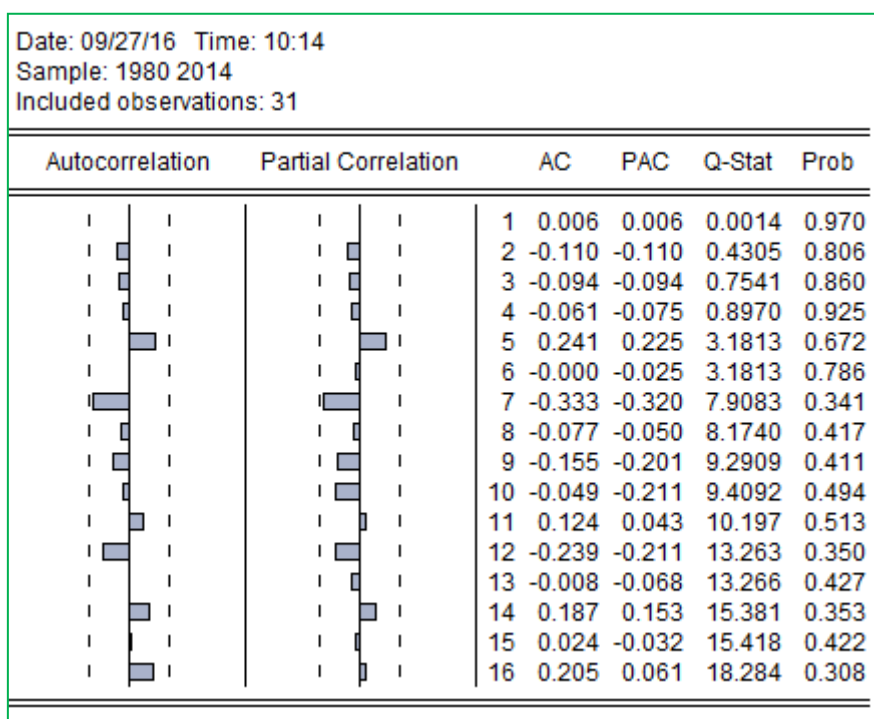 Date: 09/27/16 Time: 10:14
Sample: 1980 2014
Included observations: 31
Autocorrelation Partial Correlation AC PAC Q-Stat Prob
1 0.006 0.006 0.0014 0.970
2 -0.110 -0.110 0.4305 0.806
3 -0.094 -0.094 0.7541 0.860
4 -0.061 -0.075 0.8970 0.925
5 0.241 0.225 3.1813 0.672
6 -0.000 -0.025 3.1813 0.786
7 -0.333 -0.320 7.9083 0.341
8 -0.077 -0.050 8.1740 0.417
9 -0.155 -0.201 9.2909 0.411
10 -0.049 -0.211 9.4092 0.494
11 0.124 0.043 10.197 0.513
12 -0.239 -0.211 13.263 0.350
13 -0.008 -0.068 13.266 0.427
14 0.187 0.153 15.381 0.353
15 0.024 -0.032 15.418 0.422
16 0.205 0.061 18.284 0.308